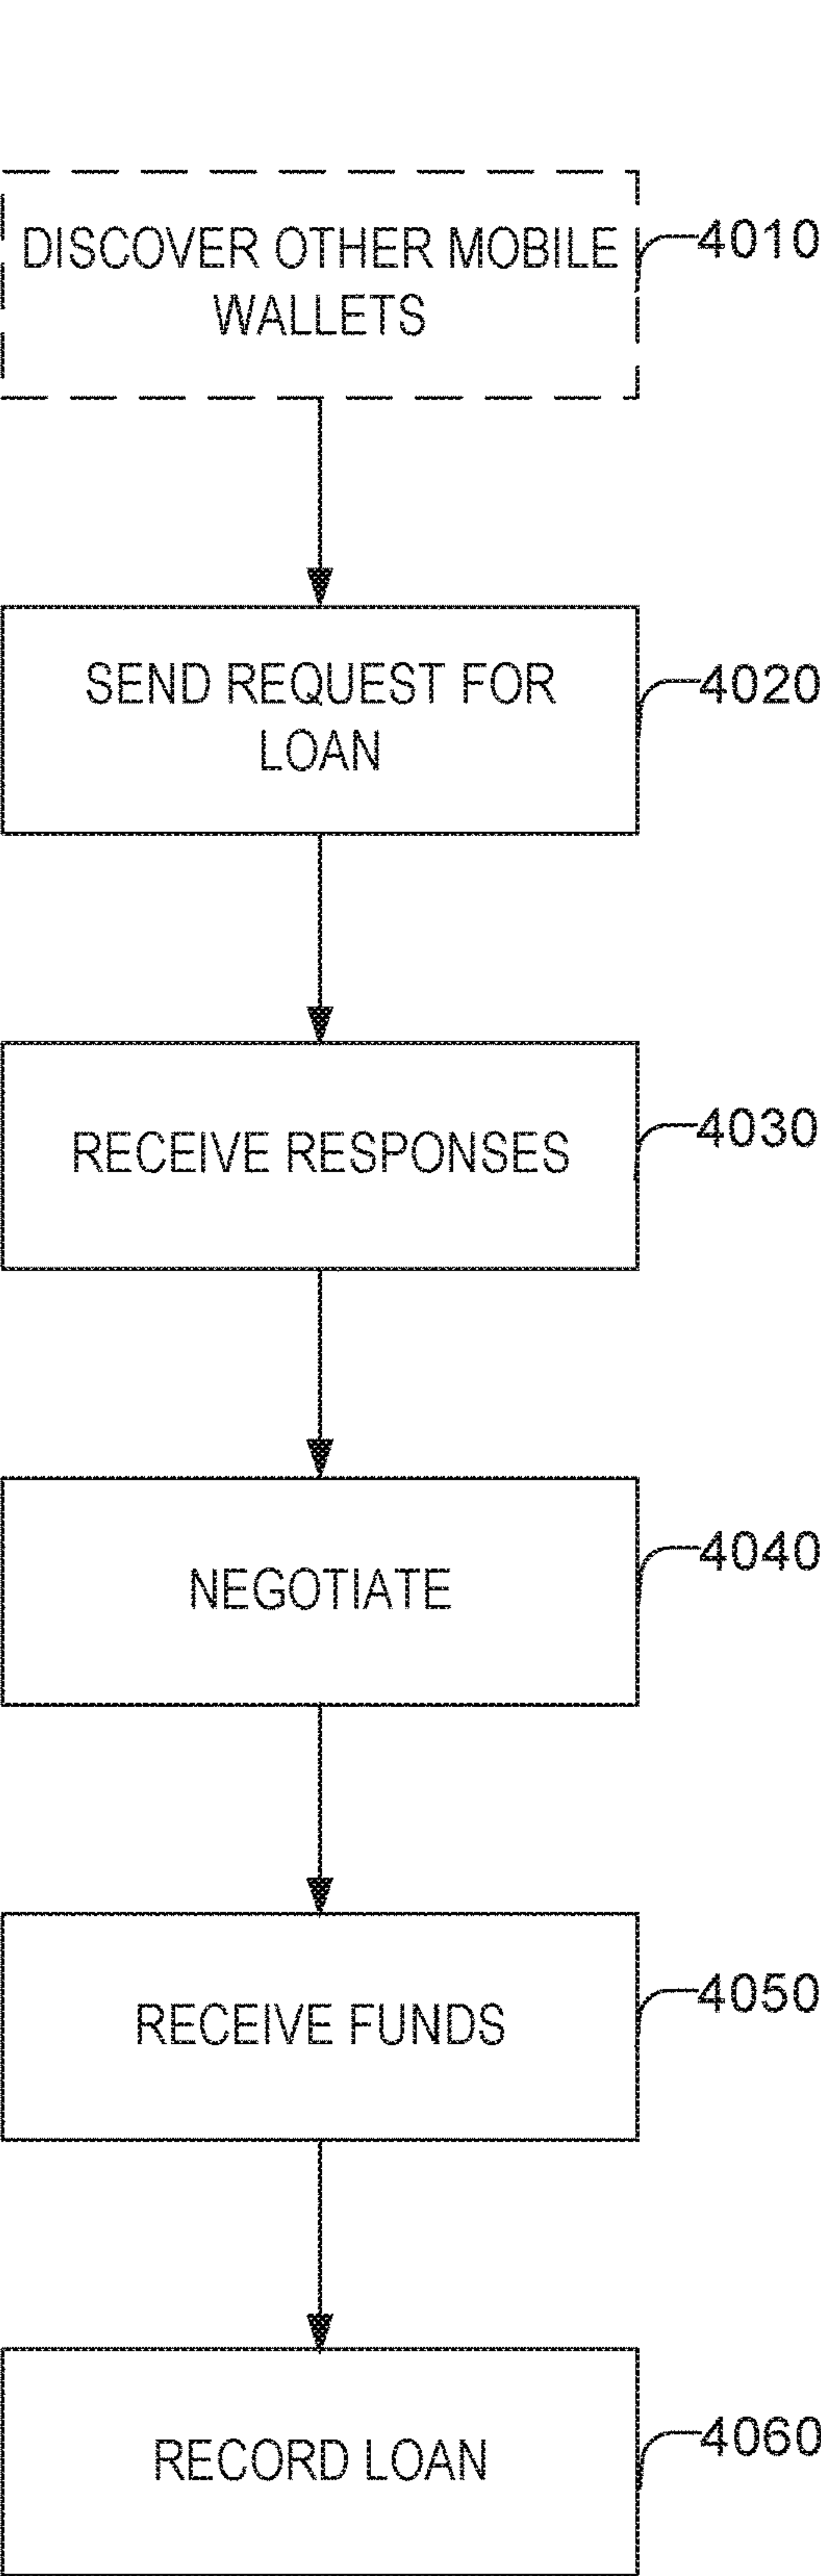 DISCOVER OTHER MOBILE
WALLETS
4010
SEND REQUEST FOR
LOAN
4020
RECEIVE RESPONSES
4030
NEGOTIATE
4040
RECEIVE FUNDS
4050
RECORD LOAN
4060